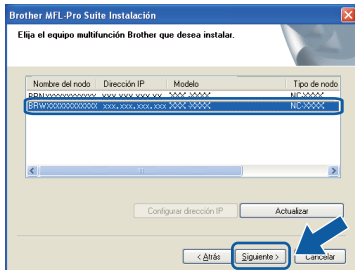 Brother MFL-Pro Suite Instalación
Elija el equipo multifunción Brother que desea instalar.
Nombre del nodo Dirección IP Modelo Tipo de nodo
BRNxxxxxxxxxxxx xxx.xxx.xxx.xx XXX-XXXX NC-XXXX
BRWXXXXXXXXXXXX xxx.xxx.xxx.xxx XXX-XXXX NC-XXXX
Configurar dirección IP Actualizar
< Atrás Siguiente > Cancelar